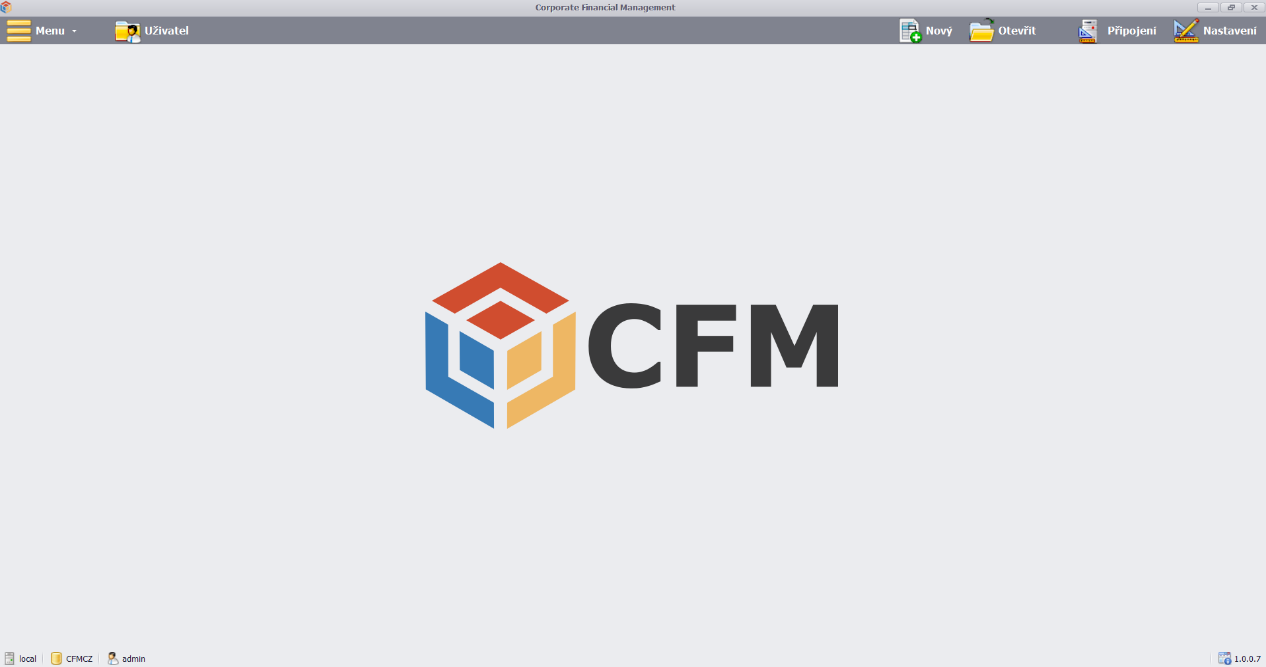 Corporate Financial Management
Menu Uživatel Nový Otevřít Připojení Nastavení
CFM
local CFMCZ admin 1.0.0.7